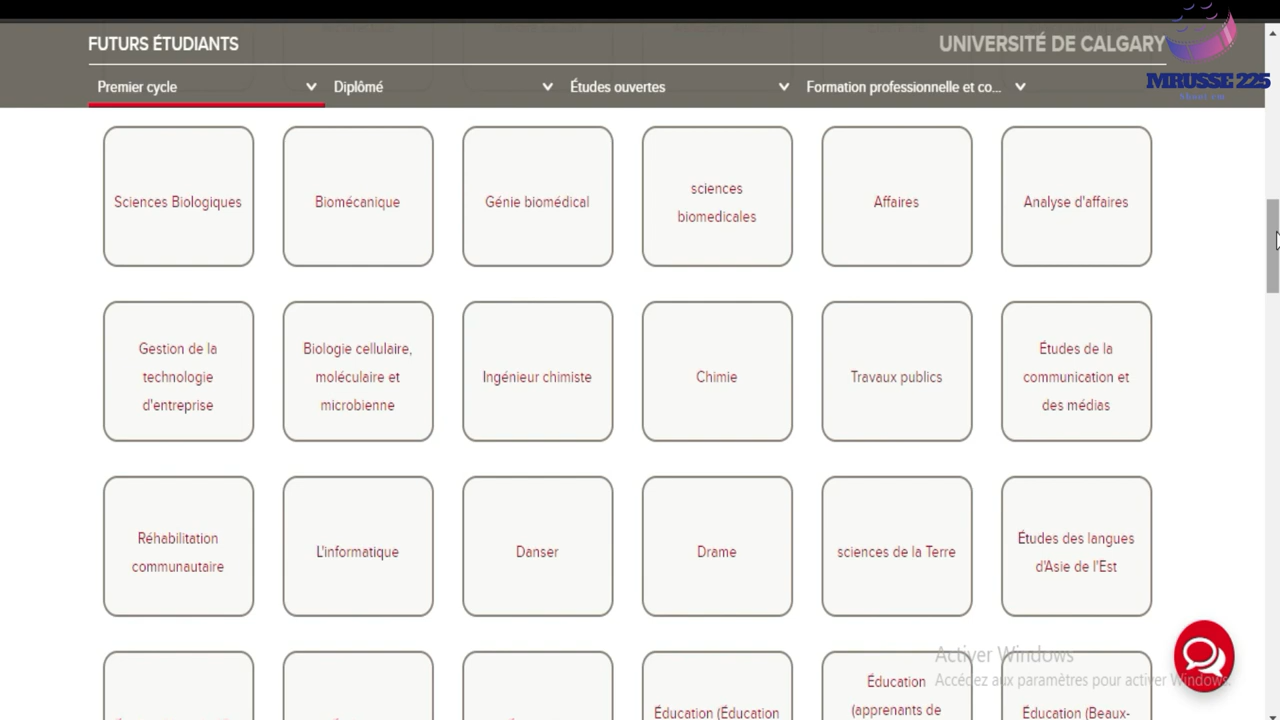 FUTURS ÉTUDIANTS
UNIVERSITÉ DE CALGARY
MRUSSE 225
Premier cycle
Diplômé
Études ouvertes
Formation professionnelle et co...
Sciences Biologiques
Biomécanique
Génie biomédical
sciences
biomedicales
Affaires
Analyse d'affaires
Gestion de la
technologie
d'entreprise
Biologie cellulaire,
moléculaire et
microbienne
Ingénieur chimiste
Chimie
Travaux publics
Études de la
communication et
des médias
Réhabilitation
communautaire
L'informatique
Danser
Drame
sciences de la Terre
Études des langues
d'Asie de l'Est
Éducation (Éducation
Éducation
(apprenants de
Éducation (Beaux-
Activer Windows
Accédez aux paramètres pour activer Windows.